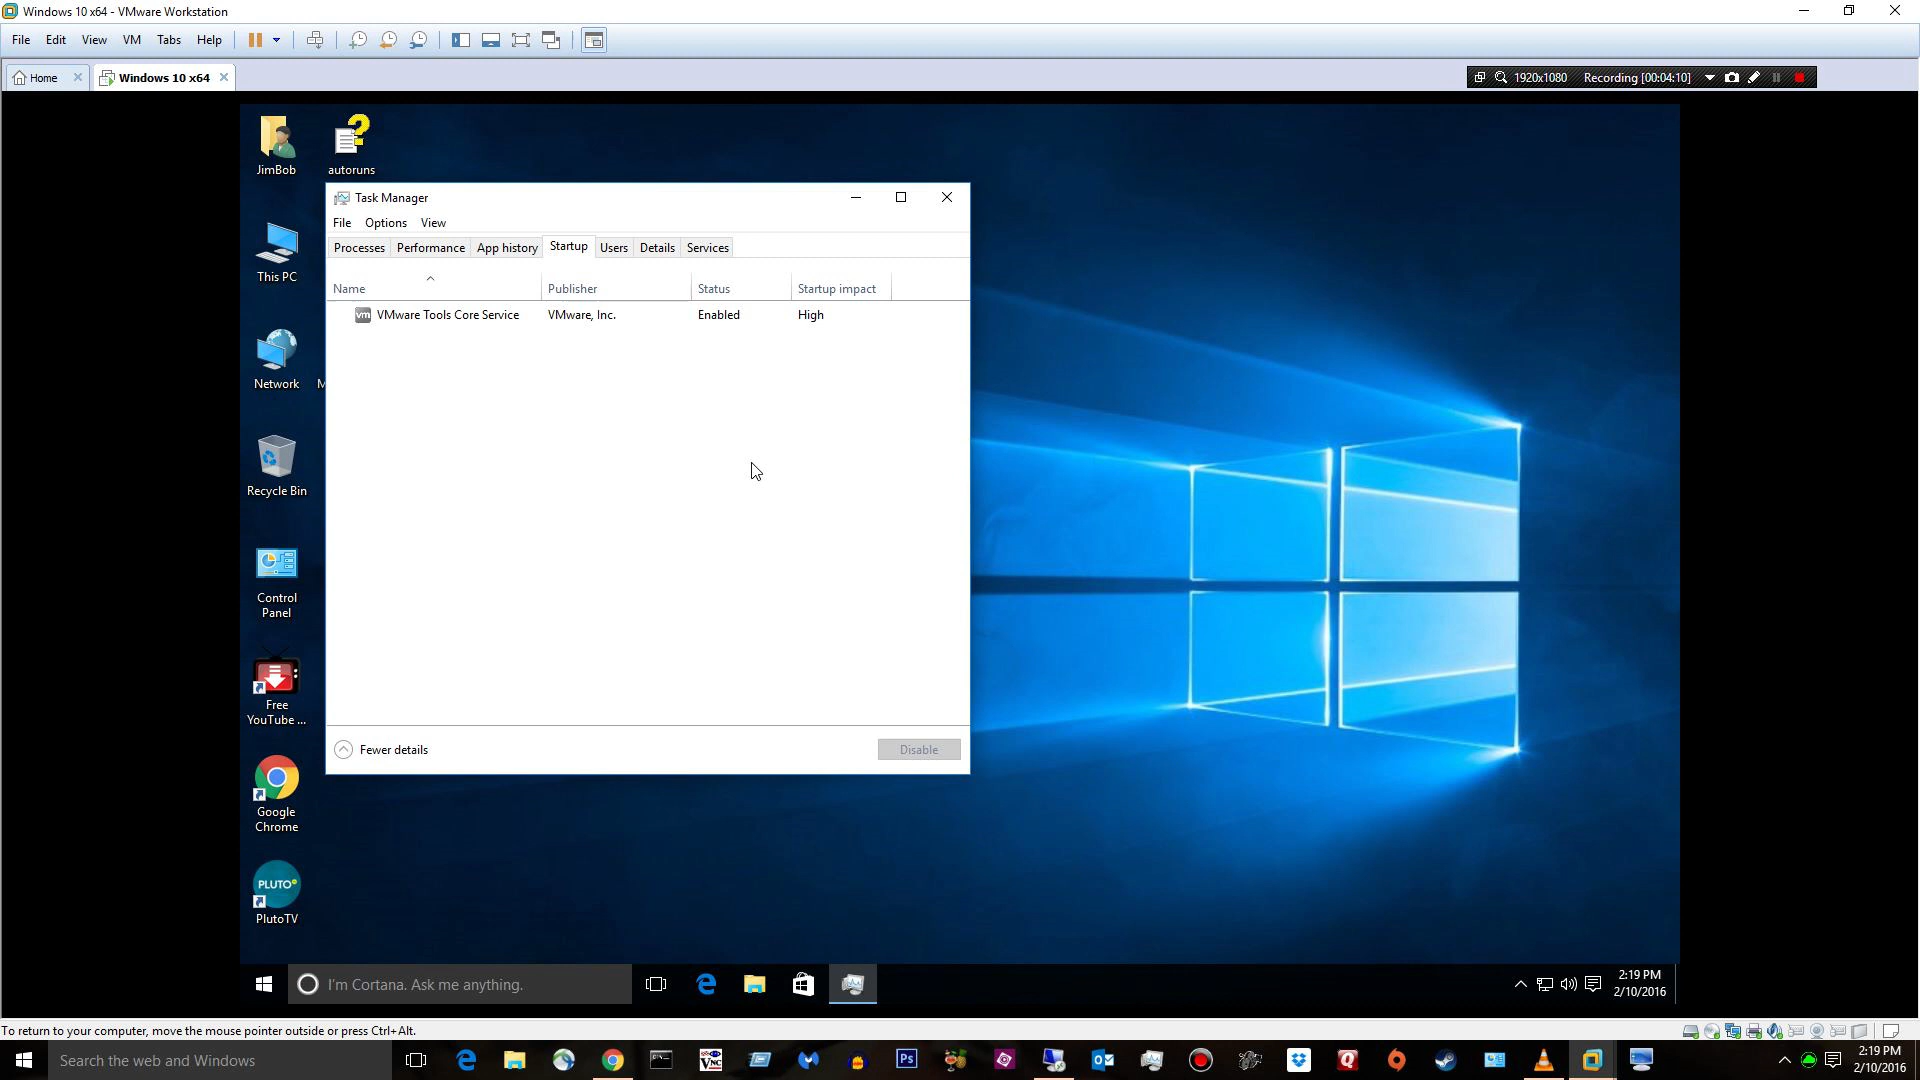 Windows 10 x64 - VMware Workstation
File Edit View VM Tabs Help
Home
Windows 10 x64
1920x1080 Recording [00:04:10]
JimBob
autoruns
This PC
Network
M
Recycle Bin
Control
Panel
Free
YouTube ...
Google
Chrome
PLUTO
PlutoTV
Task Manager
File Options View
Processes Performance App history Startup Users Details Services
Name Publisher Status Startup impact
vm VMware Tools Core Service VMware, Inc. Enabled High
Fewer details
Disable
I'm Cortana. Ask me anything.
2:19 PM
2/10/2016
To return to your computer, move the mouse pointer outside or press Ctrl+Alt.
Search the web and Windows
VNC
Ps
2:19 PM
2/10/2016